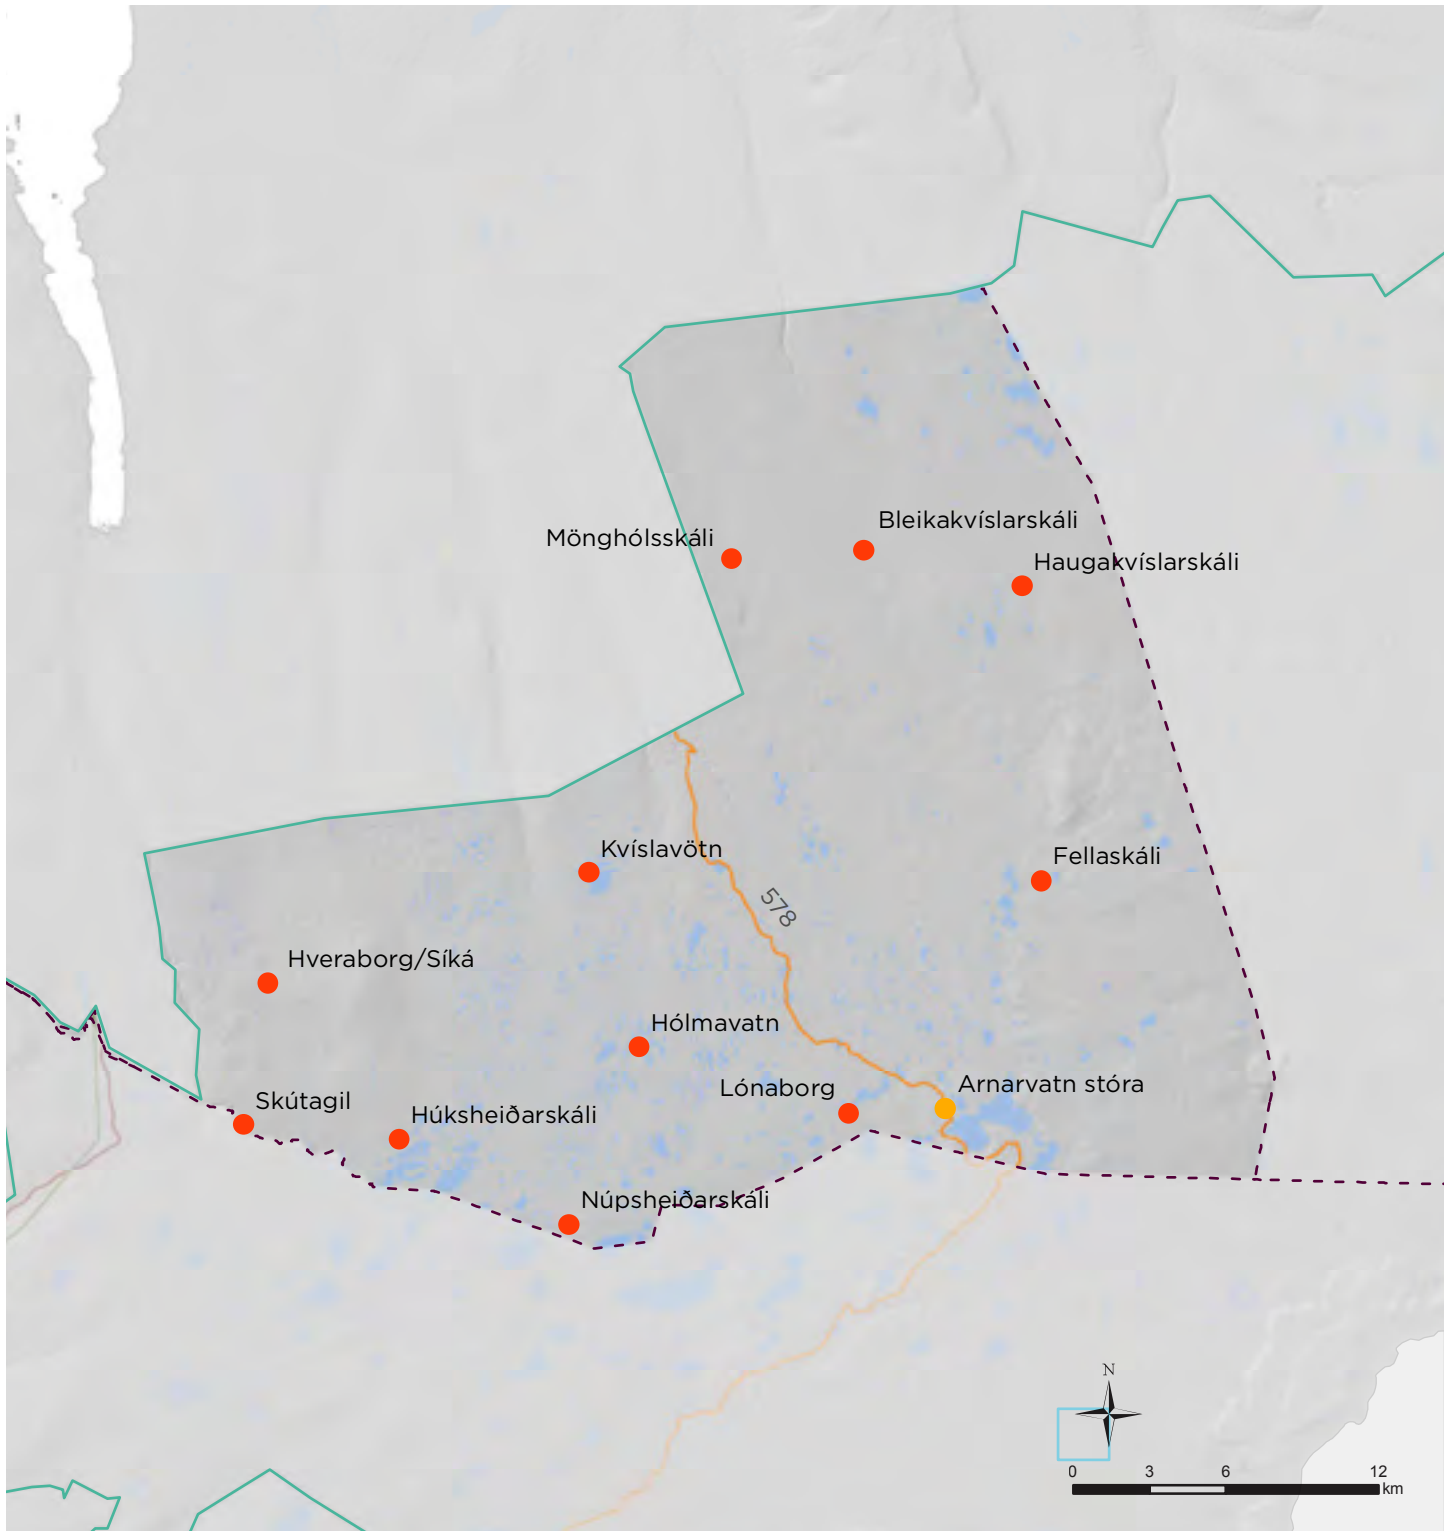 Bleikakvíslarskáli
Mönghólsskáli
Haugakvíslarskáli
Kvíslavötn
Fellaskáli
578
Hveraborg/Síká
Hólmavatn
Arnarvatn stóra
Lónaborg
Skútagil
Húksheiðarskáli
Núpsheiðarskáli
N
0 3 6 12
km